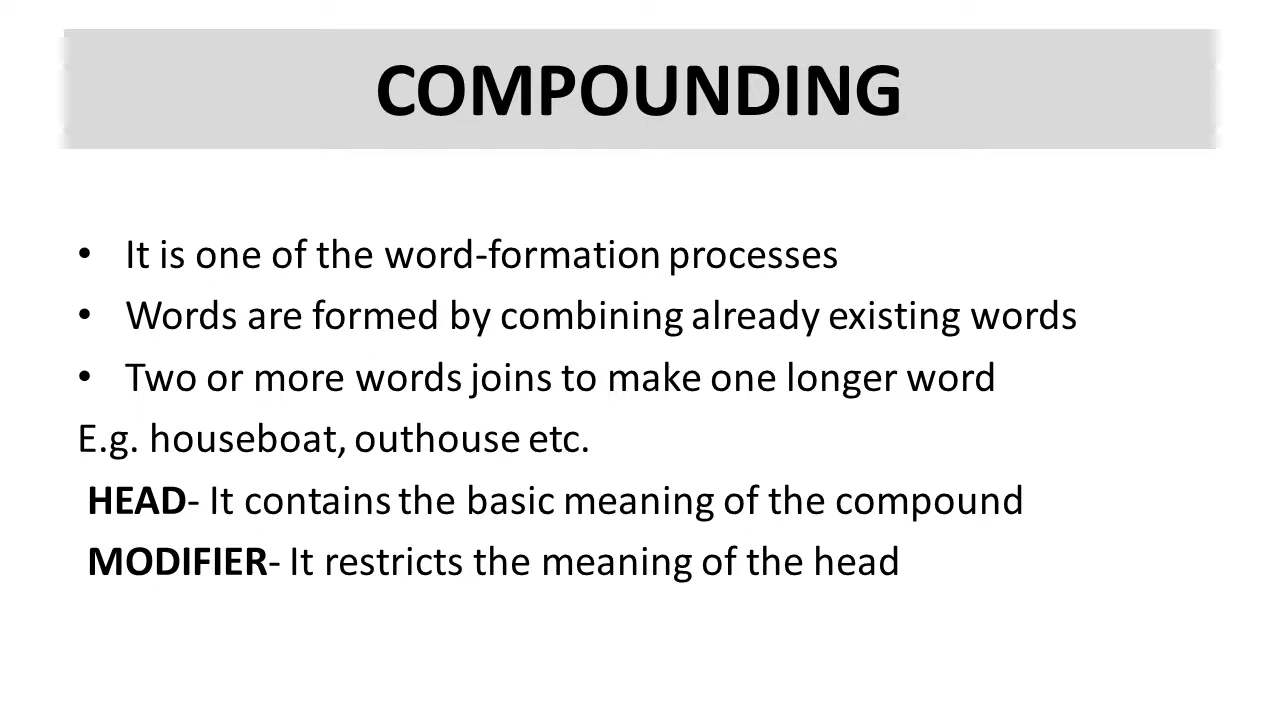 COMPOUNDING
• It is one of the word-formation processes
• Words are formed by combining already existing words
• Two or more words joins to make one longer word
E.g. houseboat, outhouse etc.
HEAD- It contains the basic meaning of the compound
MODIFIER- It restricts the meaning of the head